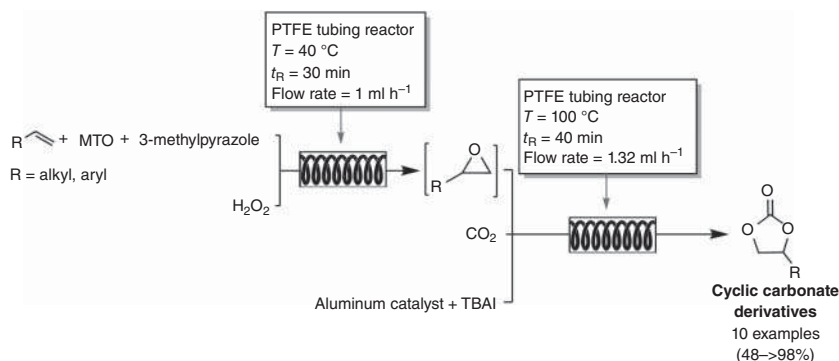 PTFE tubing reactor
T = 40 °C
tR = 30 min
Flow rate = 1 ml h⁻¹
PTFE tubing reactor
T = 100 °C
tR = 40 min
Flow rate = 1.32 ml h⁻¹
R + MTO + 3-methylpyrazole
R = alkyl, aryl
H₂O₂
O
R
CO₂
Aluminum catalyst + TBAI
O
O O
R
Cyclic carbonate
derivatives
10 examples
(48–>98%)